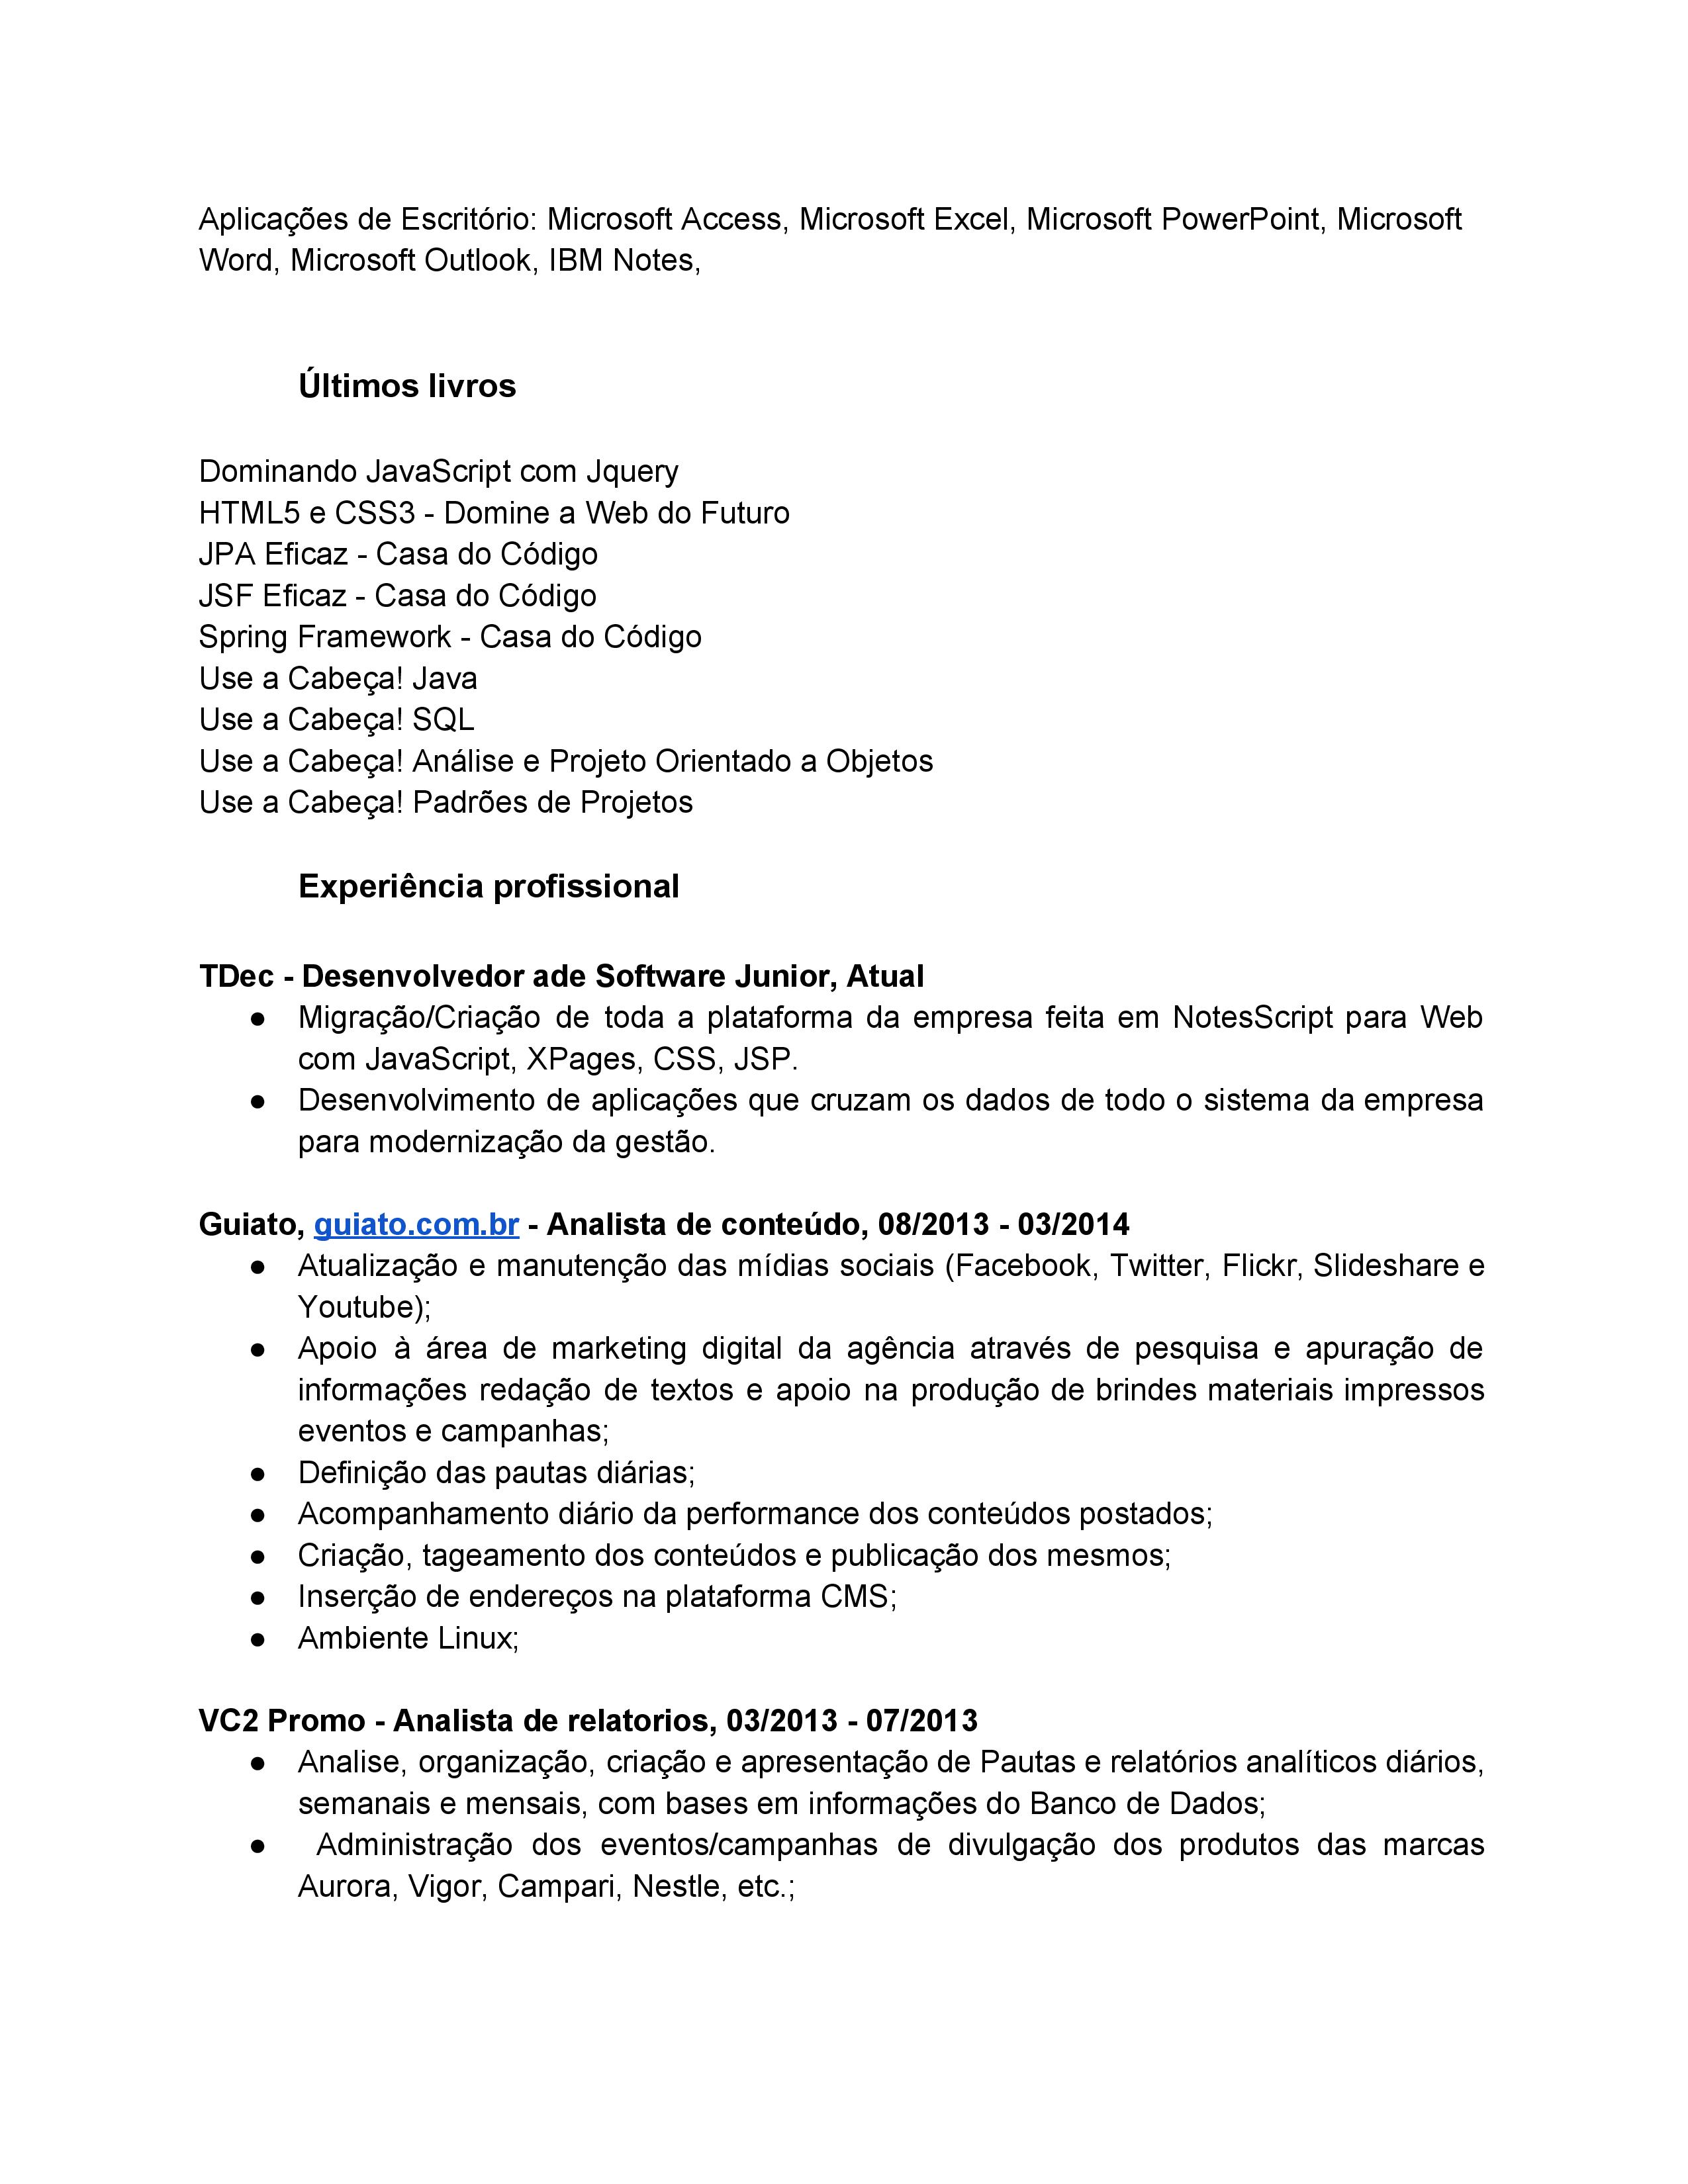 Aplicações de Escritório: Microsoft Access, Microsoft Excel, Microsoft PowerPoint, Microsoft
Word, Microsoft Outlook, IBM Notes,
Últimos livros
Dominando JavaScript com Jquery
HTML5 e CSS3 - Domine a Web do Futuro
JPA Eficaz - Casa do Código
JSF Eficaz - Casa do Código
Spring Framework - Casa do Código
Use a Cabeça! Java
Use a Cabeça! SQL
Use a Cabeça! Análise e Projeto Orientado a Objetos
Use a Cabeça! Padrões de Projetos
Experiência profissional
TDec - Desenvolvedor ade Software Junior, Atual
● Migração/Criação de toda a plataforma da empresa feita em NotesScript para Web
com JavaScript, XPages, CSS, JSP.
● Desenvolvimento de aplicações que cruzam os dados de todo o sistema da empresa
para modernização da gestão.
Guiato, guiato.com.br - Analista de conteúdo, 08/2013 - 03/2014
● Atualização e manutenção das mídias sociais (Facebook, Twitter, Flickr, Slideshare e
Youtube);
● Apoio à área de marketing digital da agência através de pesquisa e apuração de
informações redação de textos e apoio na produção de brindes materiais impressos
eventos e campanhas;
● Definição das pautas diárias;
● Acompanhamento diário da performance dos conteúdos postados;
● Criação, tageamento dos conteúdos e publicação dos mesmos;
● Inserção de endereços na plataforma CMS;
● Ambiente Linux;
VC2 Promo - Analista de relatorios, 03/2013 - 07/2013
● Analise, organização, criação e apresentação de Pautas e relatórios analíticos diários,
semanais e mensais, com bases em informações do Banco de Dados;
● Administração dos eventos/campanhas de divulgação dos produtos das marcas
Aurora, Vigor, Campari, Nestle, etc.;